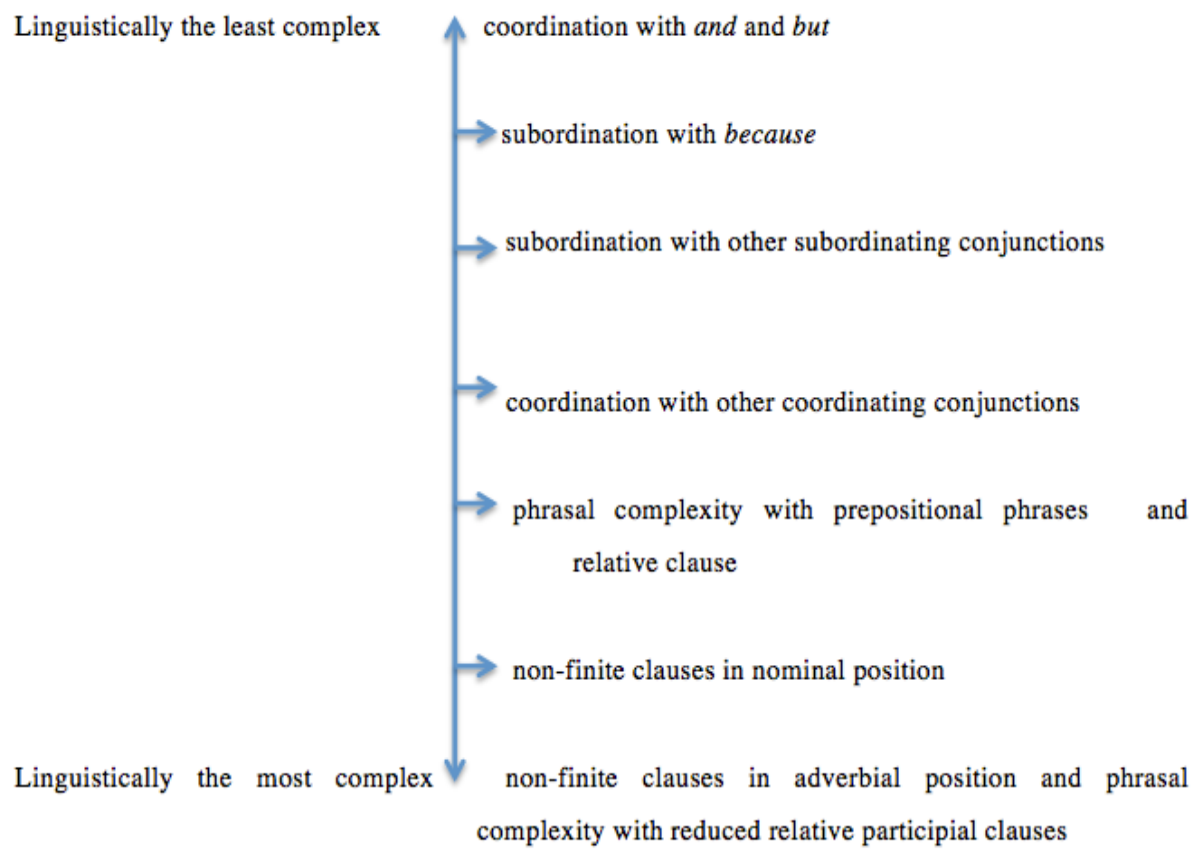 Linguistically the least complex coordination with and and but
subordination with because
subordination with other subordinating conjunctions
coordination with other coordinating conjunctions
phrasal complexity with prepositional phrases and
relative clause
non-finite clauses in nominal position
Linguistically the most complex non-finite clauses in adverbial position and phrasal
complexity with reduced relative participial clauses